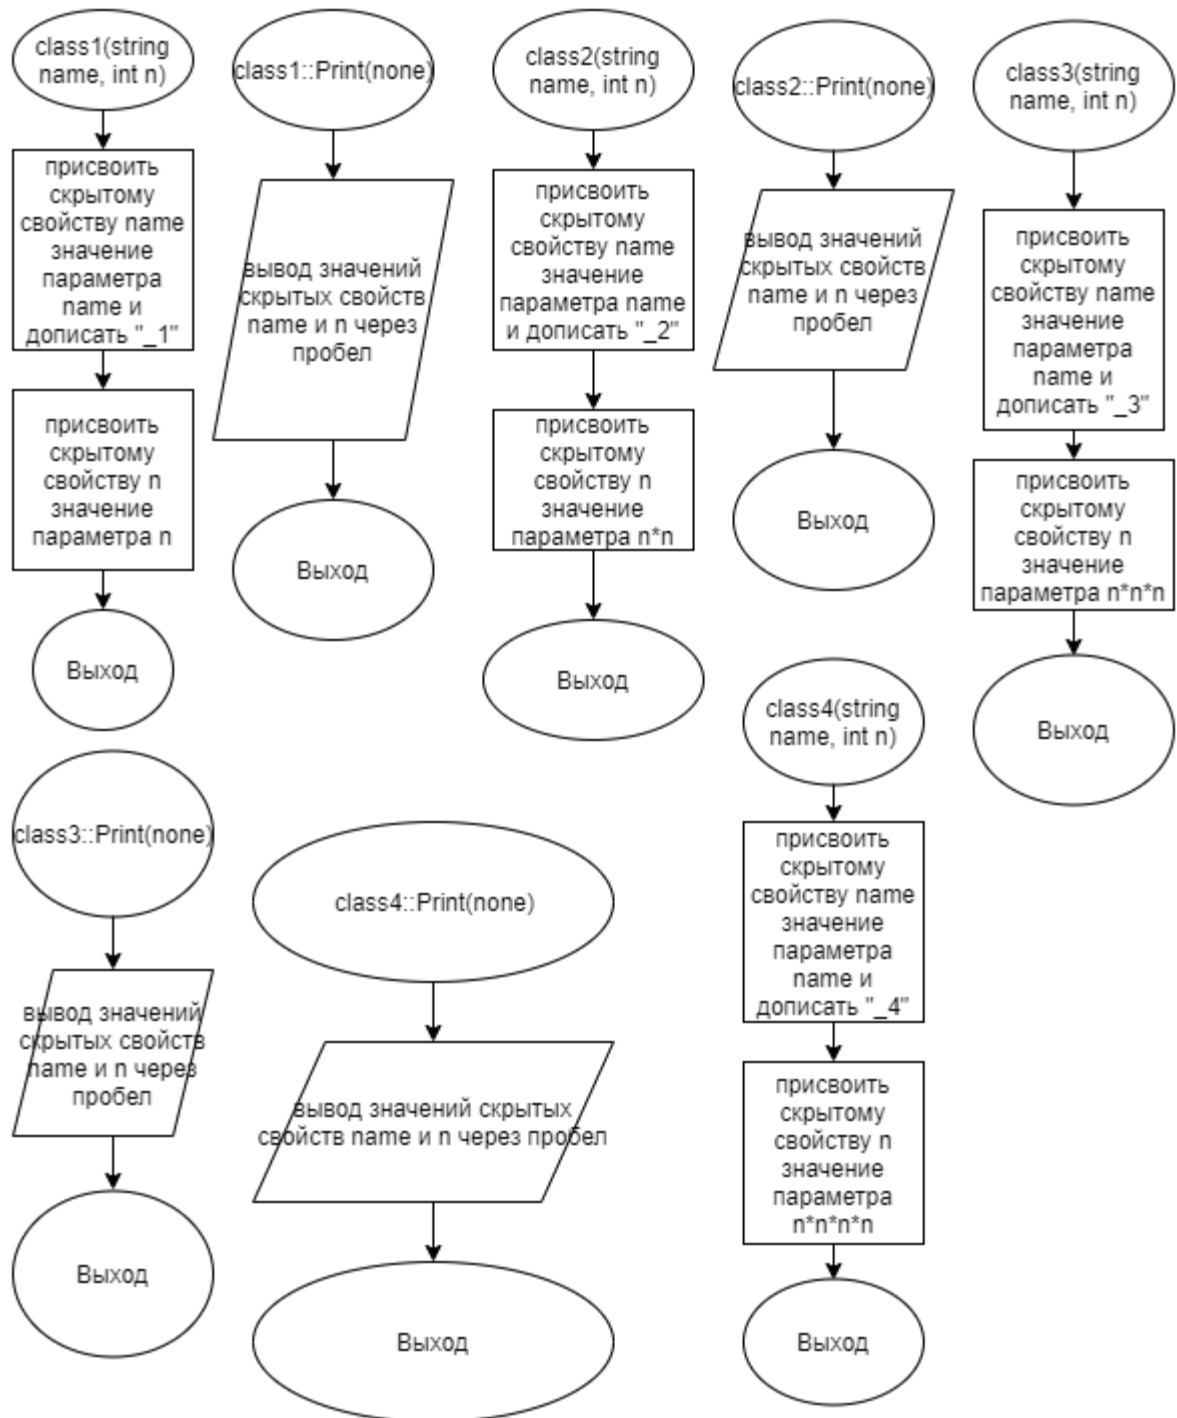 class1(string
name, int n)
присвоить
скрытому
свойству name
значение
параметра
name и
дописать "_1"
присвоить
скрытому
свойству n
значение
параметра n
Выход
class1::Print(none)
вывод значений
скрытых свойств
name и n через
пробел
Выход
class2(string
name, int n)
присвоить
скрытому
свойству name
значение
параметра name
и дописать "_2"
присвоить
скрытому
свойству n
значение
параметра n*n
Выход
class2::Print(none)
вывод значений
скрытых свойств
name и n через
пробел
Выход
class3(string
name, int n)
присвоить
скрытому
свойству name
значение
параметра
name и
дописать "_3"
присвоить
скрытому
свойству n
значение
параметра n*n*n
Выход
class3::Print(none)
вывод значений
скрытых свойств
name и n через
пробел
Выход
class4::Print(none)
вывод значений скрытых
свойств name и n через пробел
Выход
class4(string
name, int n)
присвоить
скрытому
свойству name
значение
параметра
name и
дописать "_4"
присвоить
скрытому
свойству n
значение
параметра
n*n*n*n
Выход